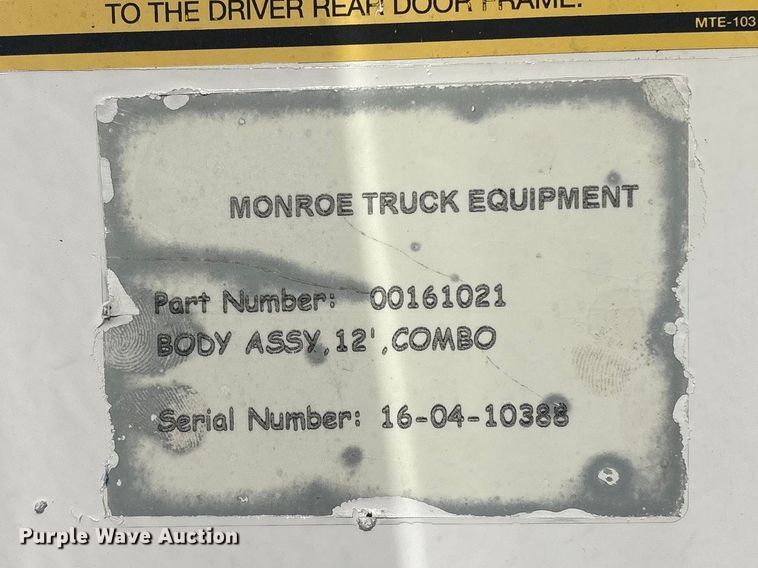 TO THE DRIVER REAR DOOR FRAME.
MTE-103
MONROE TRUCK EQUIPMENT
Part Number: 00161021
BODY ASSY,12',COMBO
Serial Number: 16-04-10388
Purple Wave Auction